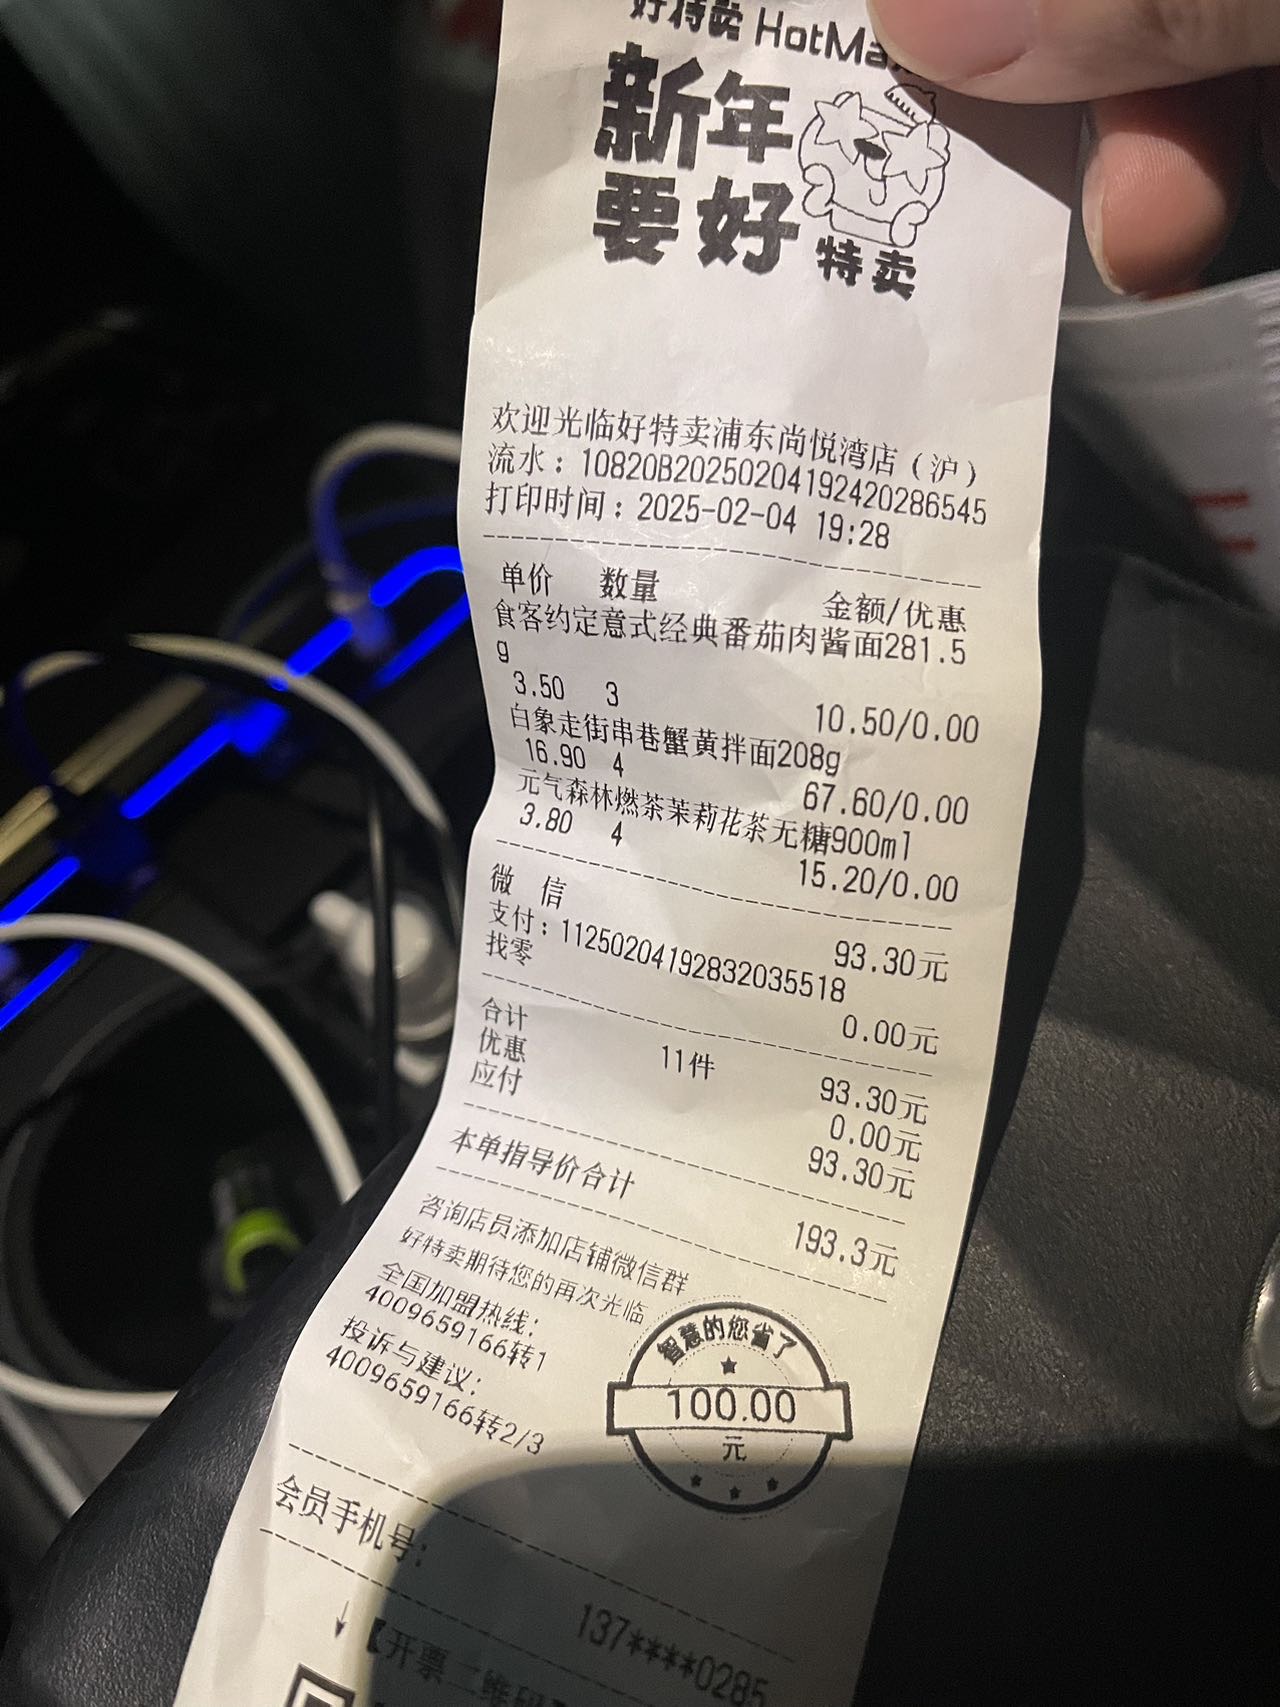 好特卖 HotMa
新年
要好
特卖
欢迎光临好特卖浦东尚悦湾店（沪）
流水：10820B20250204192420286545
打印时间：2025-02-04 19:28
单价 数量 金额/优惠
食客约定意式经典番茄肉酱面281.5
g
3.50 3 10.50/0.00
白象走街串巷蟹黄拌面208g
16.90 4 67.60/0.00
元气森林燃茶茉莉花茶无糖900ml
3.80 4 15.20/0.00
微 信 93.30元
支付：11250204192832035518
找零 0.00元
合计 11件 93.30元
优惠 0.00元
应付 93.30元
本单指导价合计 193.3元
咨询店员添加店铺微信群
好特卖期待您的再次光临
全国加盟热线：
4009659166转1
投诉与建议：
4009659166转2/3
智慧的您省了
100.00
元
会员手机号：
137****0285
↓【开票二维码